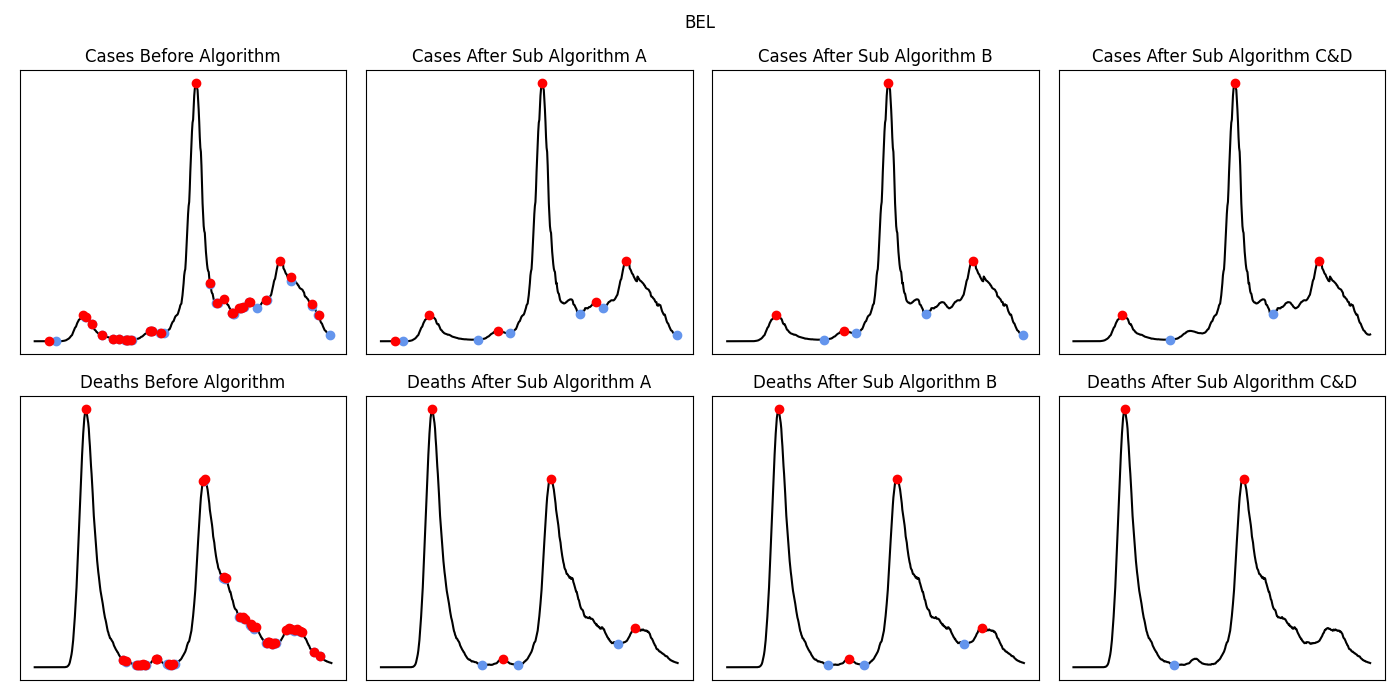 BEL
Cases Before Algorithm
Cases After Sub Algorithm A
Cases After Sub Algorithm B
Cases After Sub Algorithm C&D
Deaths Before Algorithm
Deaths After Sub Algorithm A
Deaths After Sub Algorithm B
Deaths After Sub Algorithm C&D